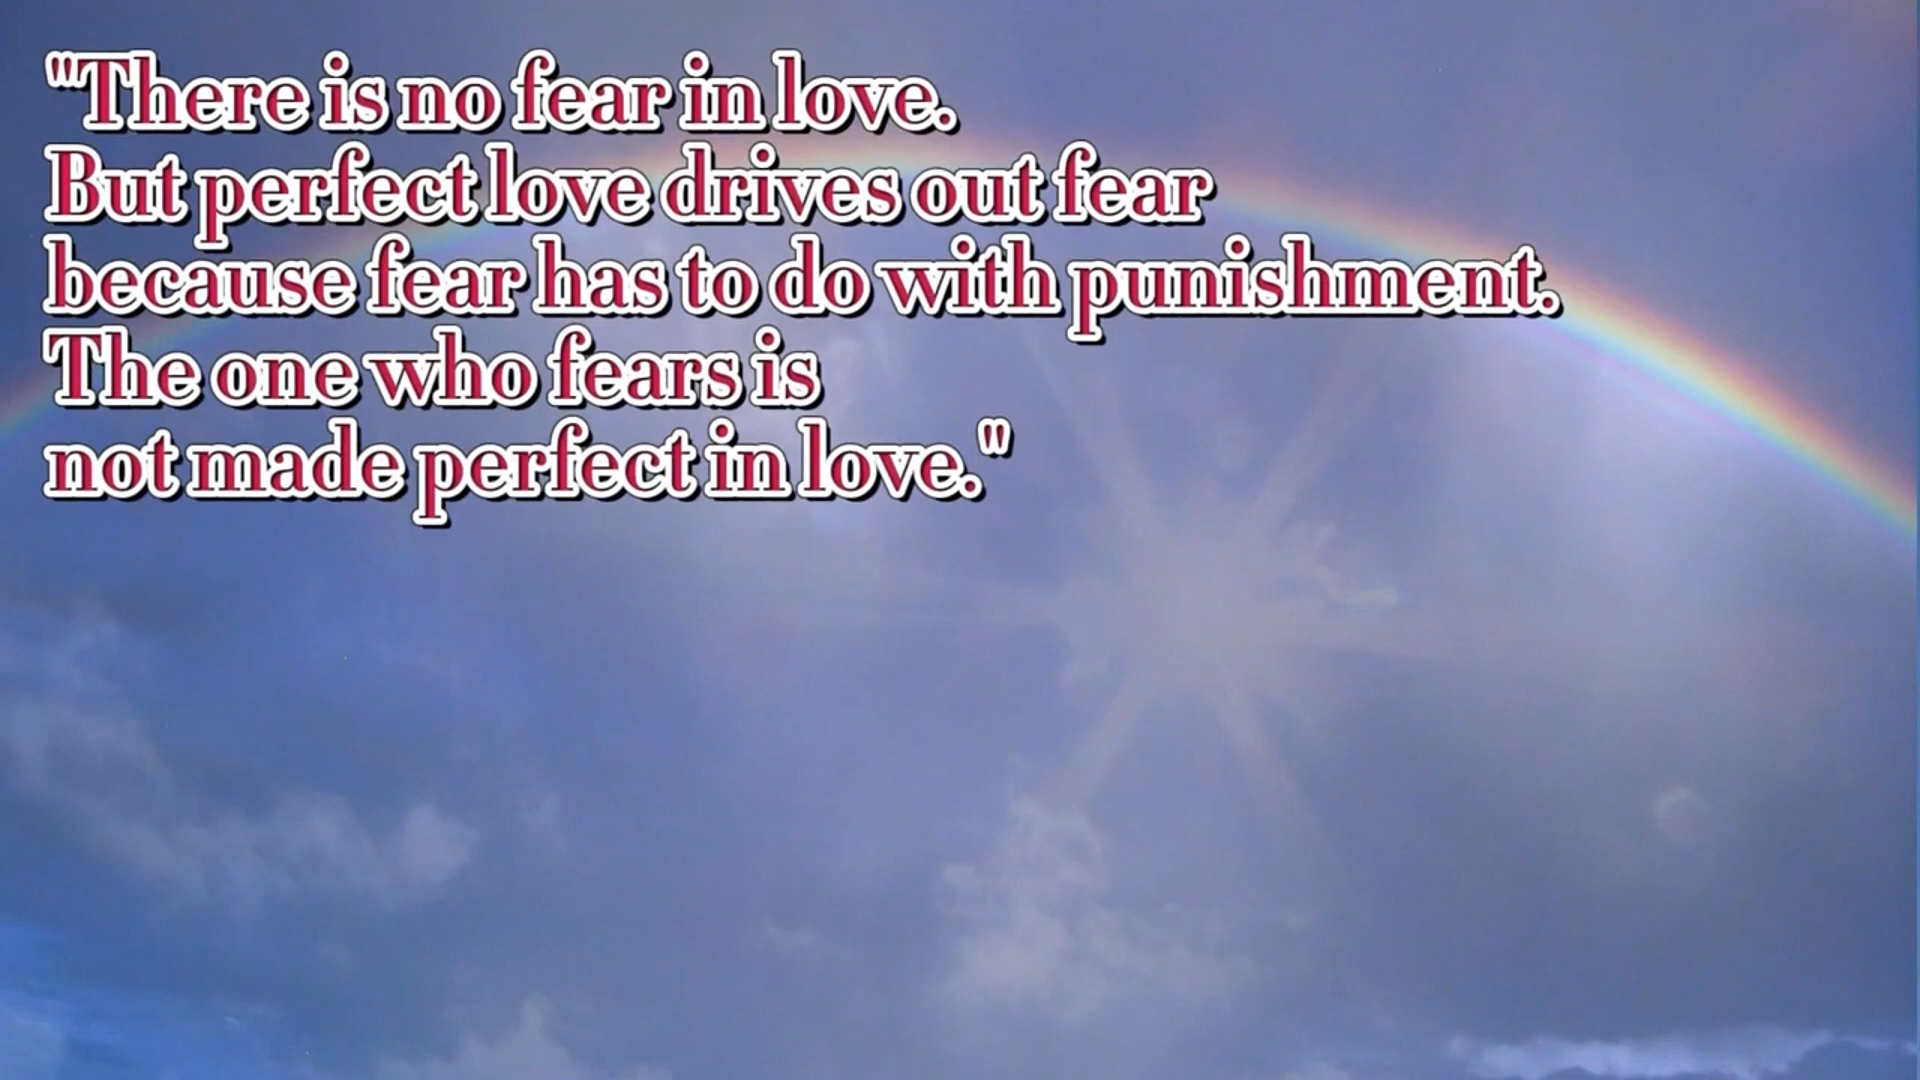 "There is no fear in love.
But perfect love drives out fear
because fear has to do with punishment.
The one who fears is
not made perfect in love."